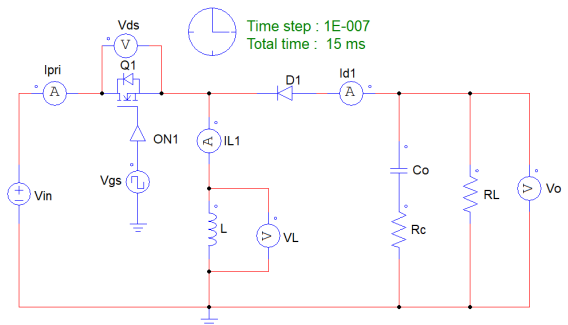 Time step : 1E-007
Total time : 15 ms
Vds
V
Q1
Ipri
A
D1
Id1
A
ON1
A
IL1
Vgs
Co
Vin
RL
V
Vo
L
V
VL
Rc